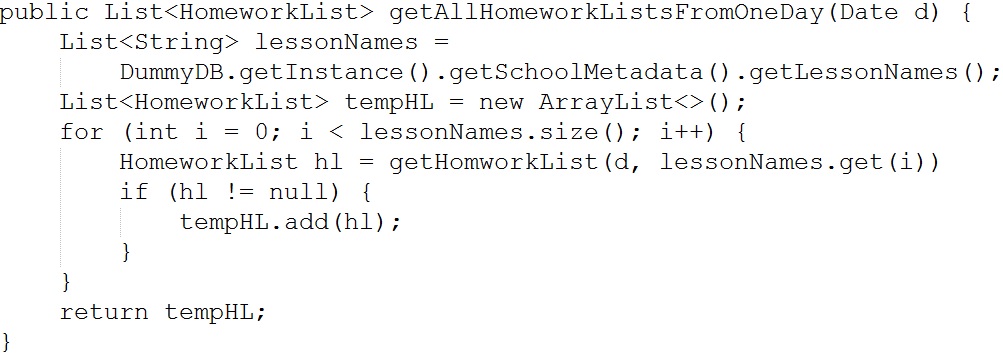 public List<HomeworkList> getAllHomeworkListsFromOneDay(Date d) {
    List<String> lessonNames =
        DummyDB.getInstance().getSchoolMetadata().getLessonNames();
    List<HomeworkList> tempHL = new ArrayList<>();
    for (int i = 0; i < lessonNames.size(); i++) {
        HomeworkList hl = getHomworkList(d, lessonNames.get(i))
        if (hl != null) {
            tempHL.add(hl);
        }
    }
    return tempHL;
}